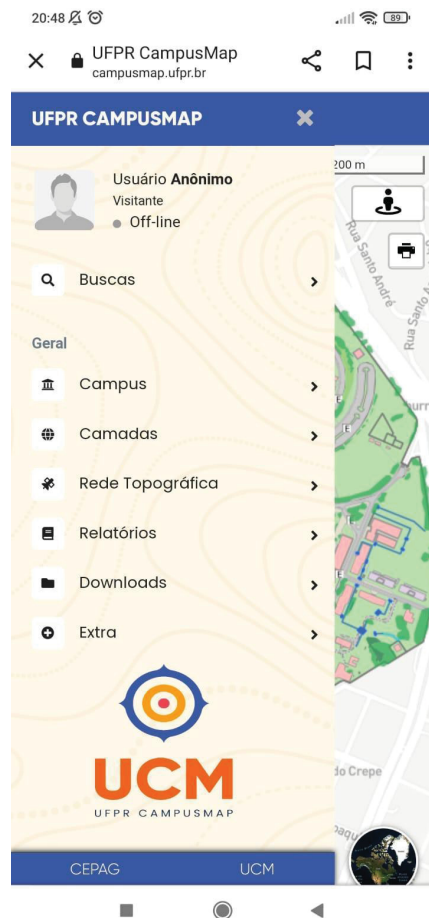 20:48
89
UFPR CampusMap
campusmap.ufpr.br
UFPR CAMPUSMAP
200 m
Usuário Anônimo
Visitante
Off-line
Rua Santo André
Buscas
Geral
Campus
Camadas
Rede Topográfica
Relatórios
Downloads
Extra
E
E
E
E
UCM
UFPR CAMPUSMAP
do Crepe
CEPAG
UCM